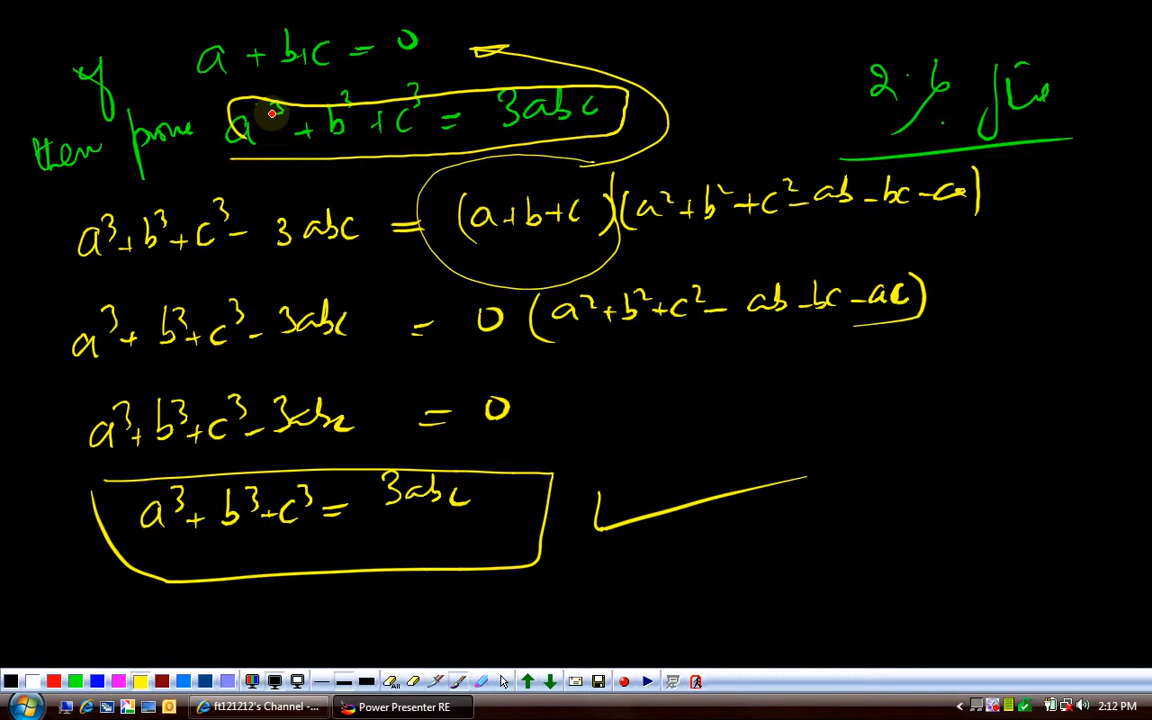 If a + b + c = 0
then prove a³ + b³ + c³ = 3abc
a³ + b³ + c³ - 3abc = (a+b+c)(a² + b² + c² - ab - bc - ca)
a³ + b³ + c³ - 3abc = 0 (a² + b² + c² - ab - bc - ac)
a³ + b³ + c³ - 3abc = 0
a³ + b³ + c³ = 3abc
ft121212's Channel - ...
Power Presenter RE
2:12 PM